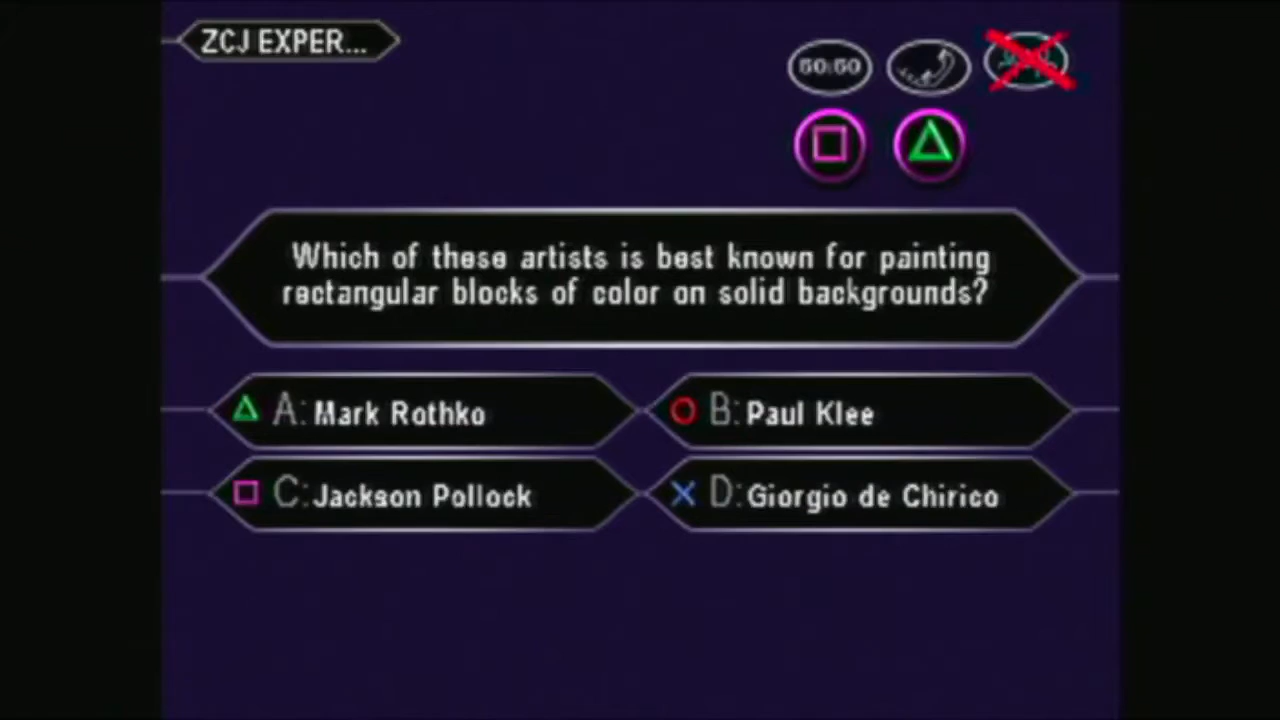 ZCJ EXPER...
50:50
Which of these artists is best known for painting
rectangular blocks of color on solid backgrounds?
A: Mark Rothko
B: Paul Klee
C: Jackson Pollock
D: Giorgio de Chirico